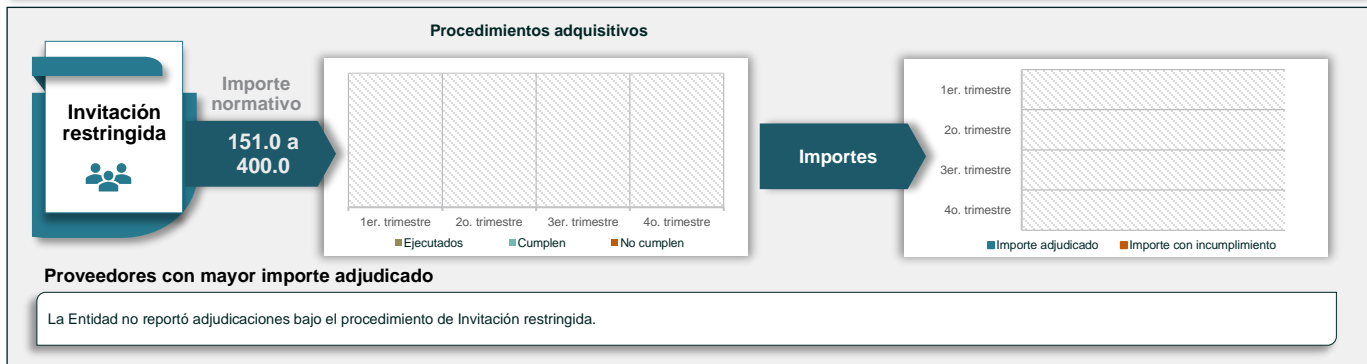 Procedimientos adquisitivos
Invitación
restringida
Importe
normativo
151.0 a
400.0
1er. trimestre
2o. trimestre
3er. trimestre
4o. trimestre
Ejecutados
Cumplen
No cumplen
Importes
1er. trimestre
2o. trimestre
3er. trimestre
4o. trimestre
Importe adjudicado
Importe con incumplimiento
Proveedores con mayor importe adjudicado
La Entidad no reportó adjudicaciones bajo el procedimiento de Invitación restringida.